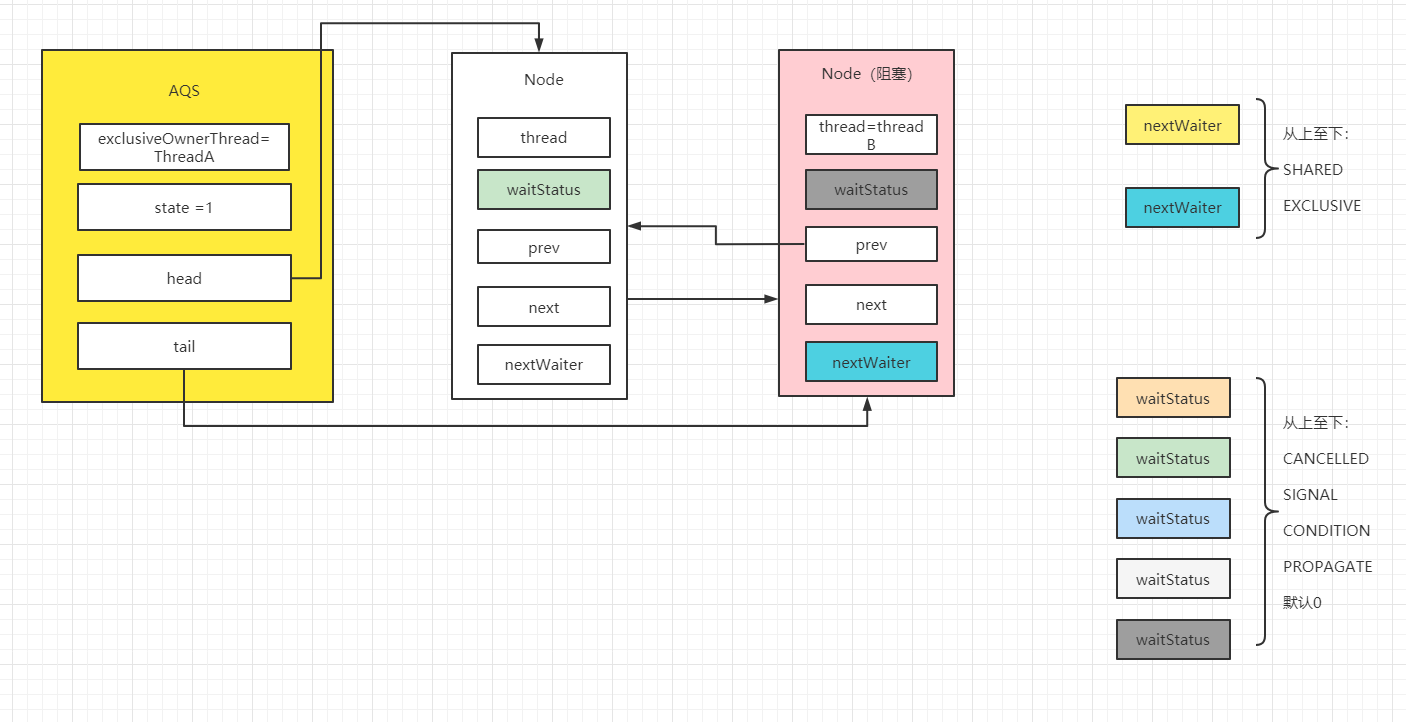 AQS
exclusiveOwnerThread=
ThreadA
state =1
head
tail
Node
thread
waitStatus
prev
next
nextWaiter
Node（阻塞）
thread=thread
B
waitStatus
prev
next
nextWaiter
nextWaiter
nextWaiter
从上至下：
SHARED
EXCLUSIVE
waitStatus
waitStatus
waitStatus
waitStatus
waitStatus
从上至下：
CANCELLED
SIGNAL
CONDITION
PROPAGATE
默认0